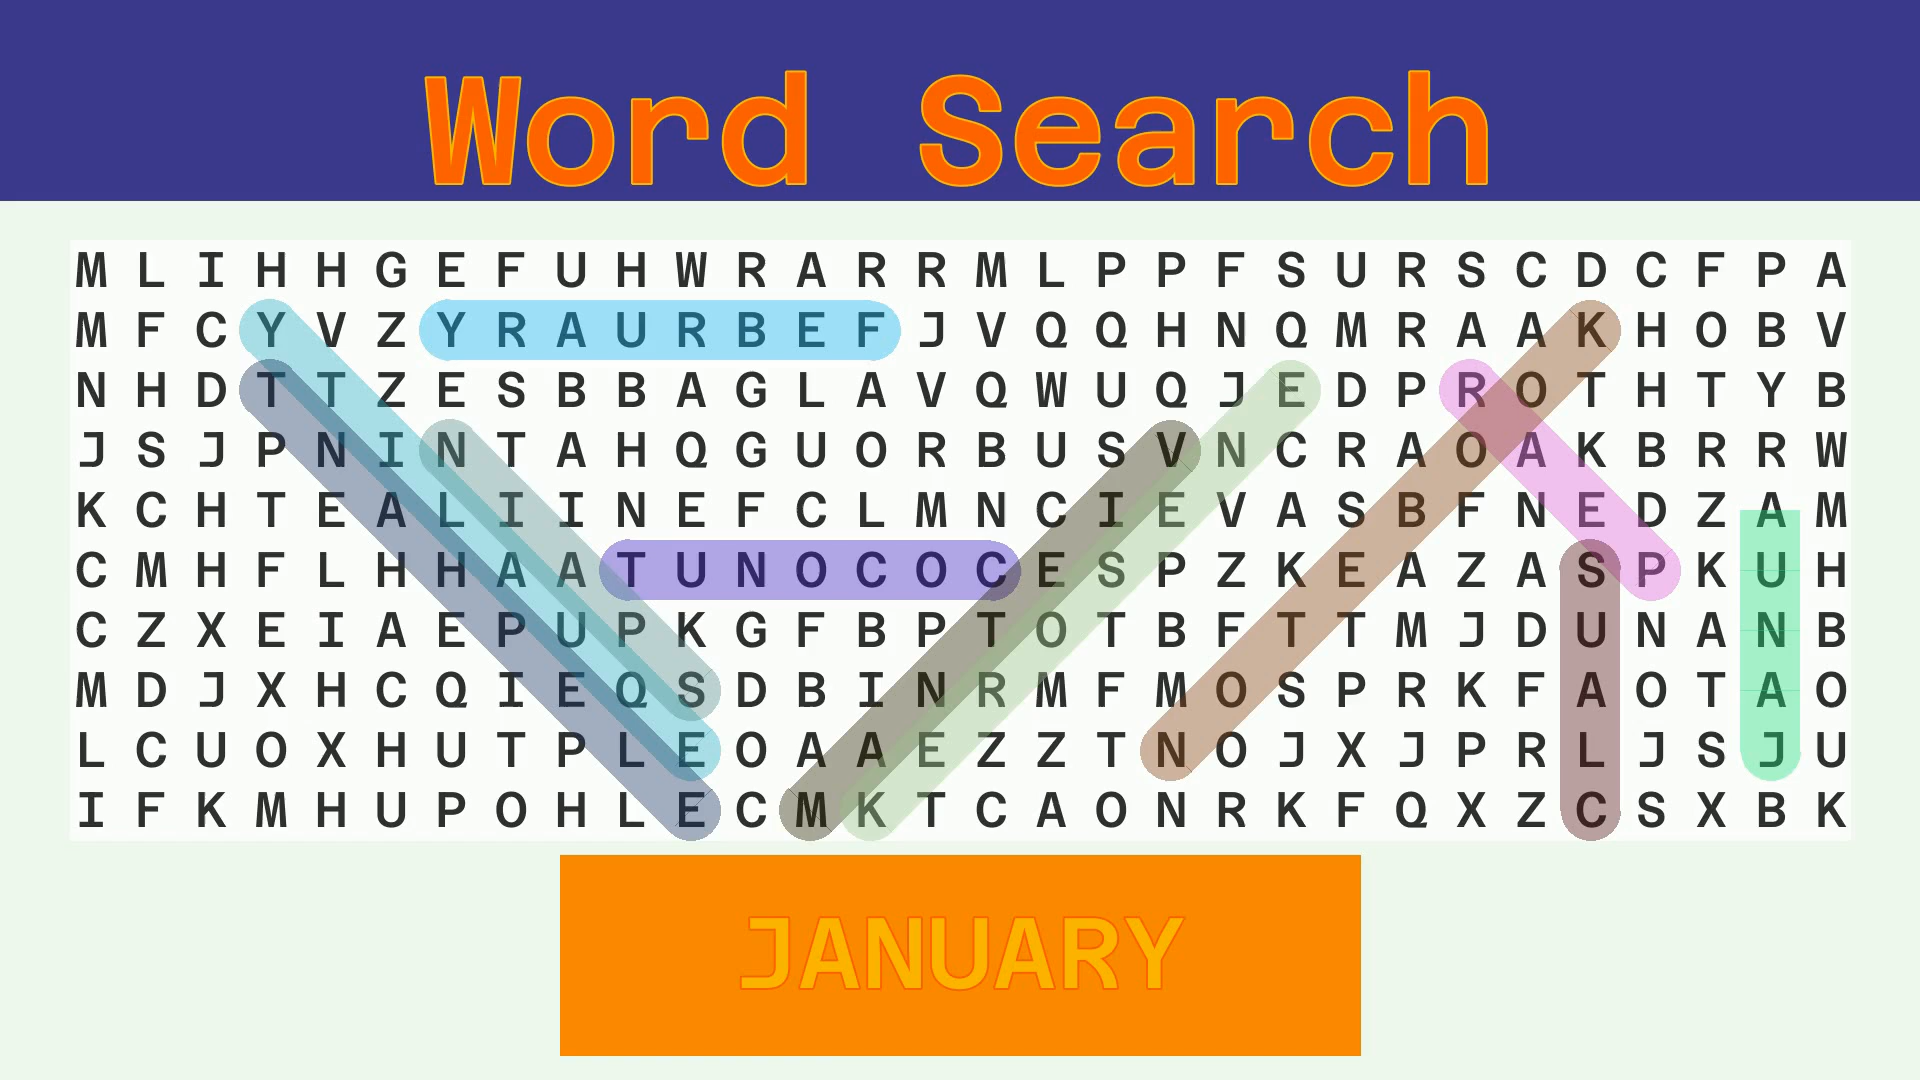 Word Search
M L I H H G E F U H W R A R R M L P P F S U R S C D C F P A
M F C Y V Z Y R A U R B E F J V Q Q H N Q M R A A K H O B V
N H D T T Z E S B B A G L A V Q W U Q J E D P R O T H T Y B
J S J P N I N T A H Q G U O R B U S V N C R A O A K B R R W
K C H T E A L I I N E F C L M N C I E V A S B F N E D Z A M
C M H F L H H A A T U N O C O C E S P Z K E A Z A S P K U H
C Z X E I A E P U P K G F B P T O T B F T T M J D U N A N B
M D J X H C Q I E Q S D B I N R M F M O S P R K F A O T A O
L C U O X H U T P L E O A A E Z Z T N O J X J P R L J S J U
I F K M H U P O H L E C M K T C A O N R K F Q X Z C S X B K
JANUARY